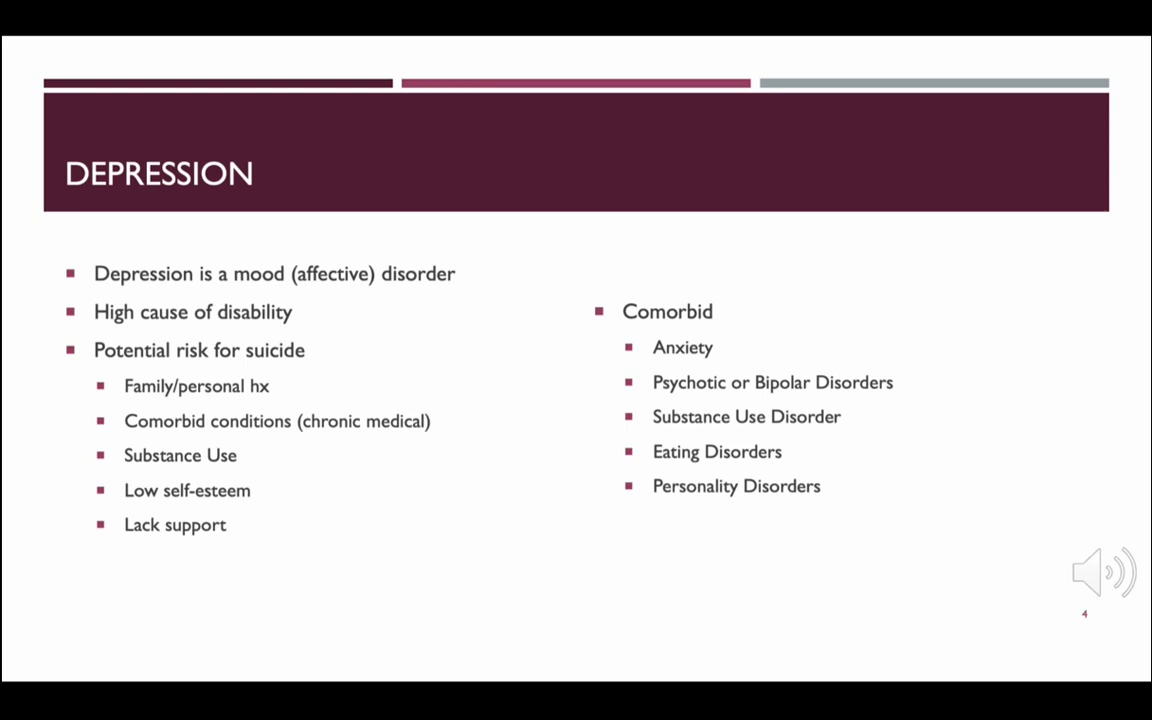 DEPRESSION
Depression is a mood (affective) disorder
High cause of disability
Potential risk for suicide
Family/personal hx
Comorbid conditions (chronic medical)
Substance Use
Low self-esteem
Lack support
Comorbid
Anxiety
Psychotic or Bipolar Disorders
Substance Use Disorder
Eating Disorders
Personality Disorders
4